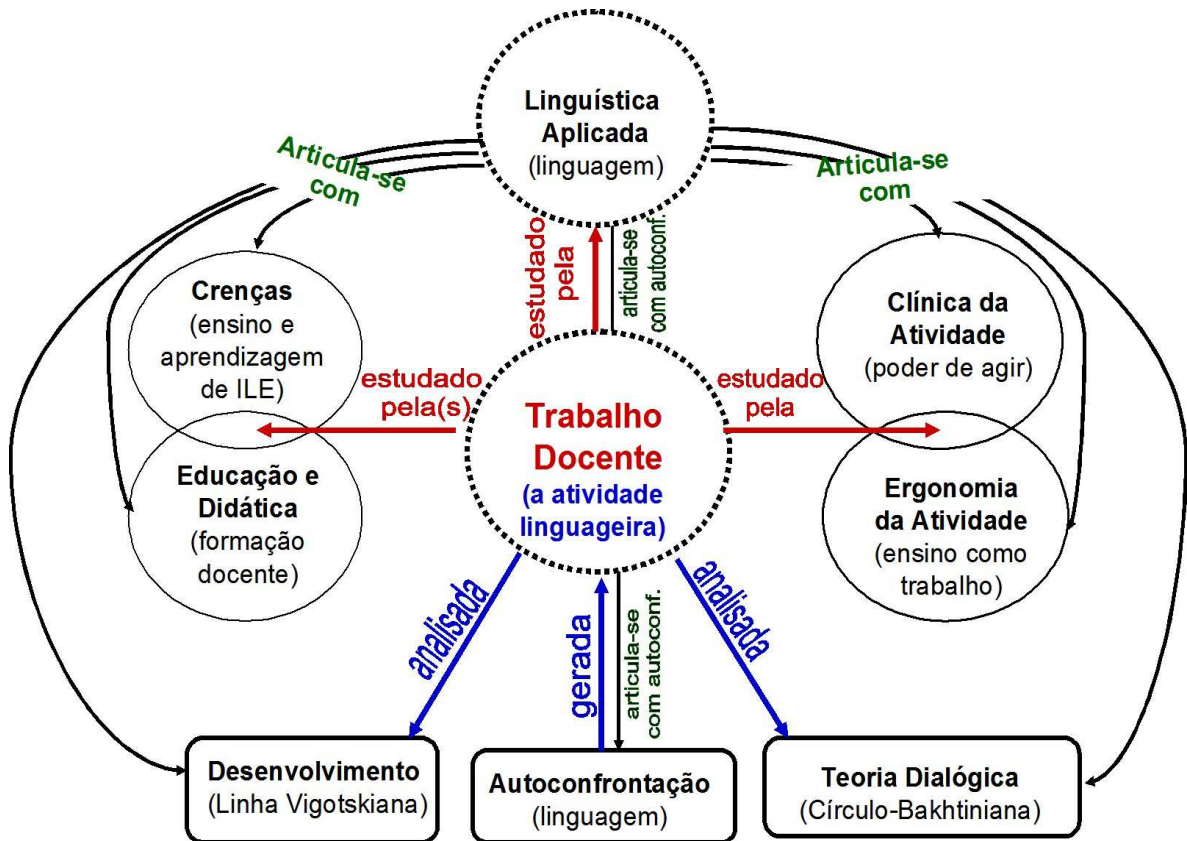 Linguística
Aplicada
(linguagem)
Articula-se
com
Articula-se
com
estudado
pela
articula-se
com autoconf.
Crenças
(ensino e
aprendizagem
de ILE)
Clínica da
Atividade
(poder de agir)
estudado
pela(s)
estudado
pela
Trabalho
Docente
(a atividade
linguageira)
Educação e
Didática
(formação
docente)
Ergonomia
da Atividade
(ensino como
trabalho)
analisada
gerada
articula-se
com autoconf.
analisada
Desenvolvimento
(Linha Vigotskiana)
Autoconfrontação
(linguagem)
Teoria Dialógica
(Círculo-Bakhtiniana)